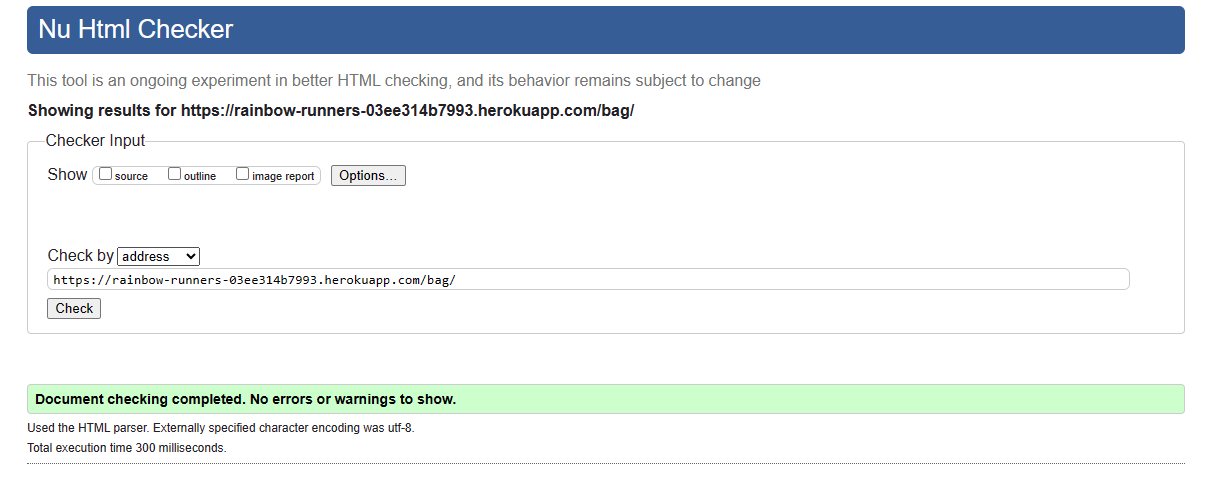 Nu Html Checker
This tool is an ongoing experiment in better HTML checking, and its behavior remains subject to change
Showing results for https://rainbow-runners-03ee314b7993.herokuapp.com/bag/
Checker Input
Show source outline image report Options...
Check by address
https://rainbow-runners-03ee314b7993.herokuapp.com/bag/
Check
Document checking completed. No errors or warnings to show.
Used the HTML parser. Externally specified character encoding was utf-8.
Total execution time 300 milliseconds.